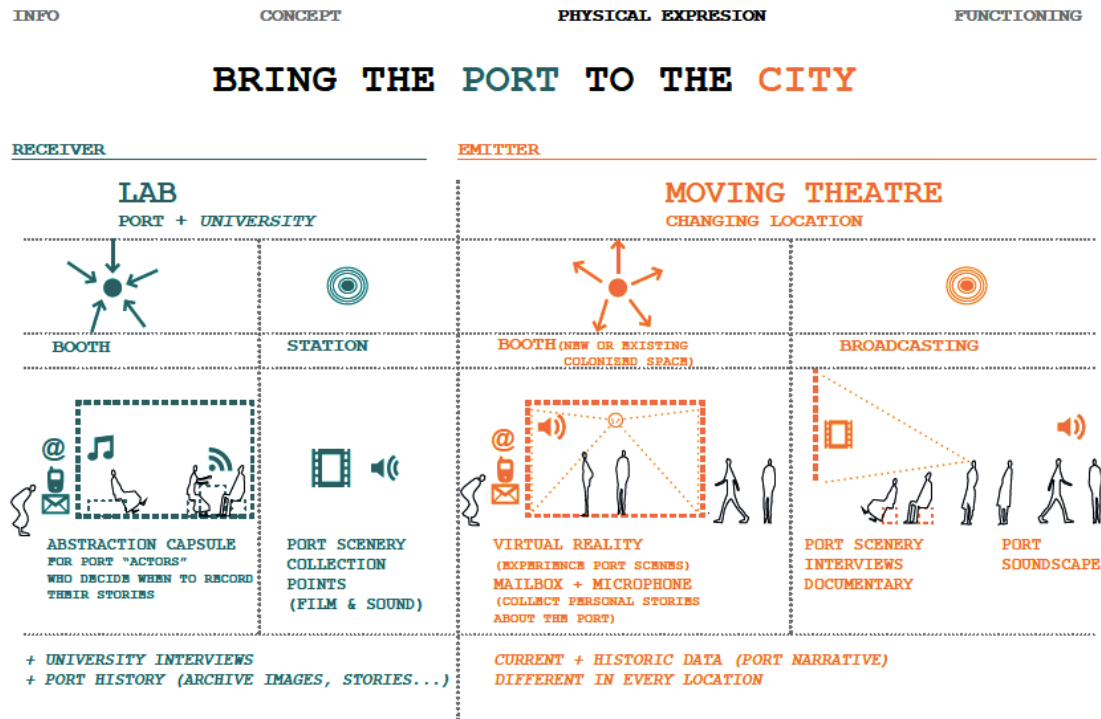 INFO
CONCEPT
PHYSICAL EXPRESION
FUNCTIONING
BRING THE PORT TO THE CITY
RECEIVER
EMITTER
LAB
PORT + UNIVERSITY
MOVING THEATRE
CHANGING LOCATION
BOOTH
STATION
BOOTH (NEW OR EXISTING
COLONIZED SPACE)
BROADCASTING
@
@
ABSTRACTION CAPSULE
FOR PORT "ACTORS"
WHO DECIDE WHEN TO RECORD
THEIR STORIES
PORT SCENERY
COLLECTION
POINTS
(FILM & SOUND)
VIRTUAL REALITY
(EXPERIENCE PORT SCENES)
MAILBOX + MICROPHONE
(COLLECT PERSONAL STORIES
ABOUT THE PORT)
PORT SCENERY
INTERVIEWS
DOCUMENTARY
PORT
SOUNDSCAPE
+ UNIVERSITY INTERVIEWS
+ PORT HISTORY (ARCHIVE IMAGES, STORIES...)
CURRENT + HISTORIC DATA (PORT NARRATIVE)
DIFFERENT IN EVERY LOCATION